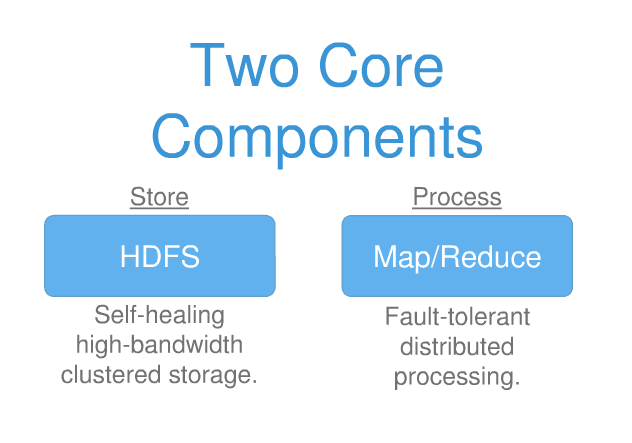 Two Core
Components
Store
HDFS
Self-healing
high-bandwidth
clustered storage.
Process
Map/Reduce
Fault-tolerant
distributed
processing.